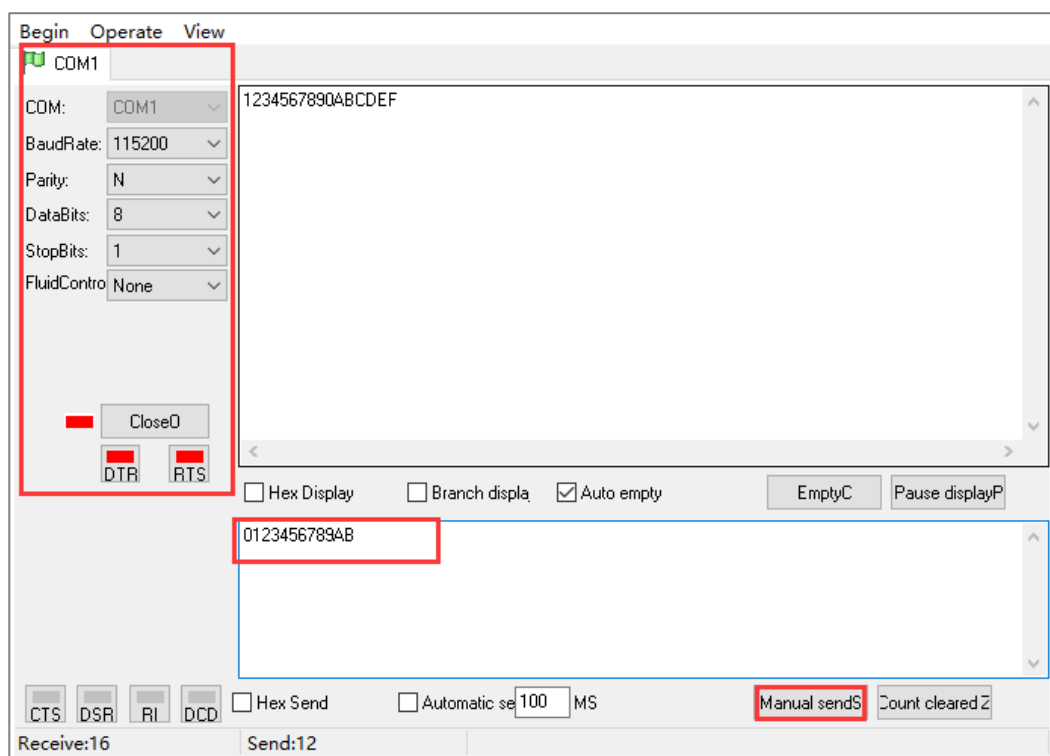 Begin Operate View
COM1
COM: COM1
BaudRate: 115200
Parity: N
DataBits: 8
StopBits: 1
FluidContro None
CloseO
DTR RTS
1234567890ABCDEF
Hex Display Branch displa Auto empty EmptyC Pause displayP
0123456789AB
CTS DSR RI DCD Hex Send Automatic se 100 MS Manual sendS Count cleared Z
Receive:16 Send:12